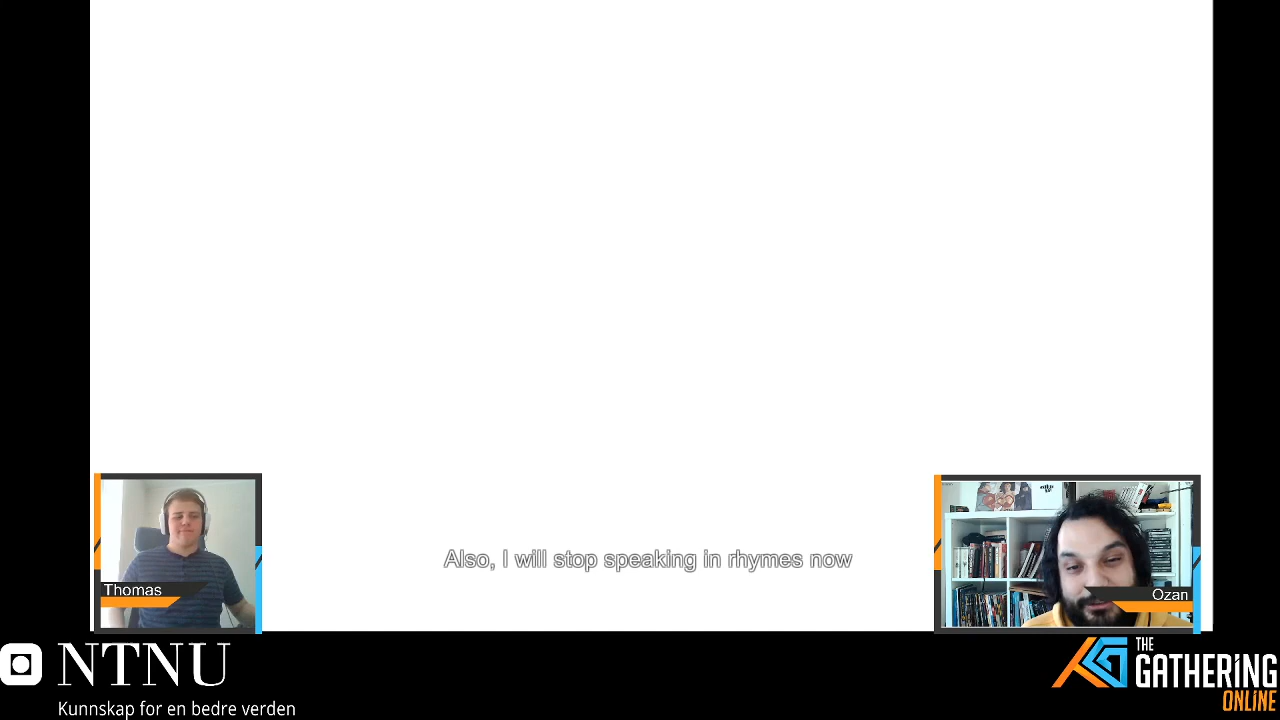 Also, I will stop speaking in rhymes now
Thomas
Ozan
NTNU
Kunnskap for en bedre verden
THE
GATHERING
ONLINE